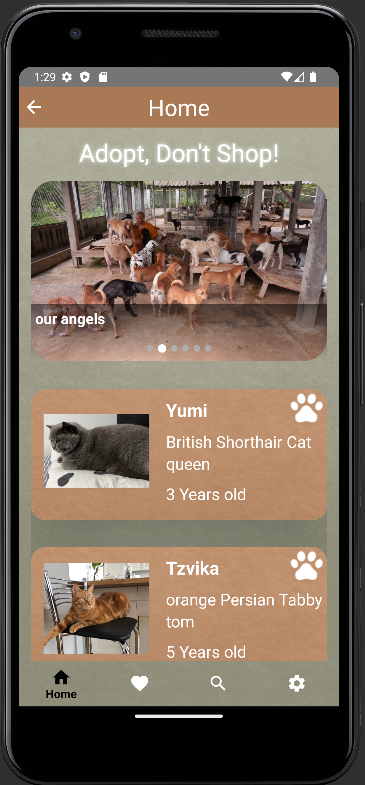 1:29
Home
Adopt, Don't Shop!
our angels
Yumi
British Shorthair Cat
queen
3 Years old
Tzvika
orange Persian Tabby
tom
5 Years old
Home